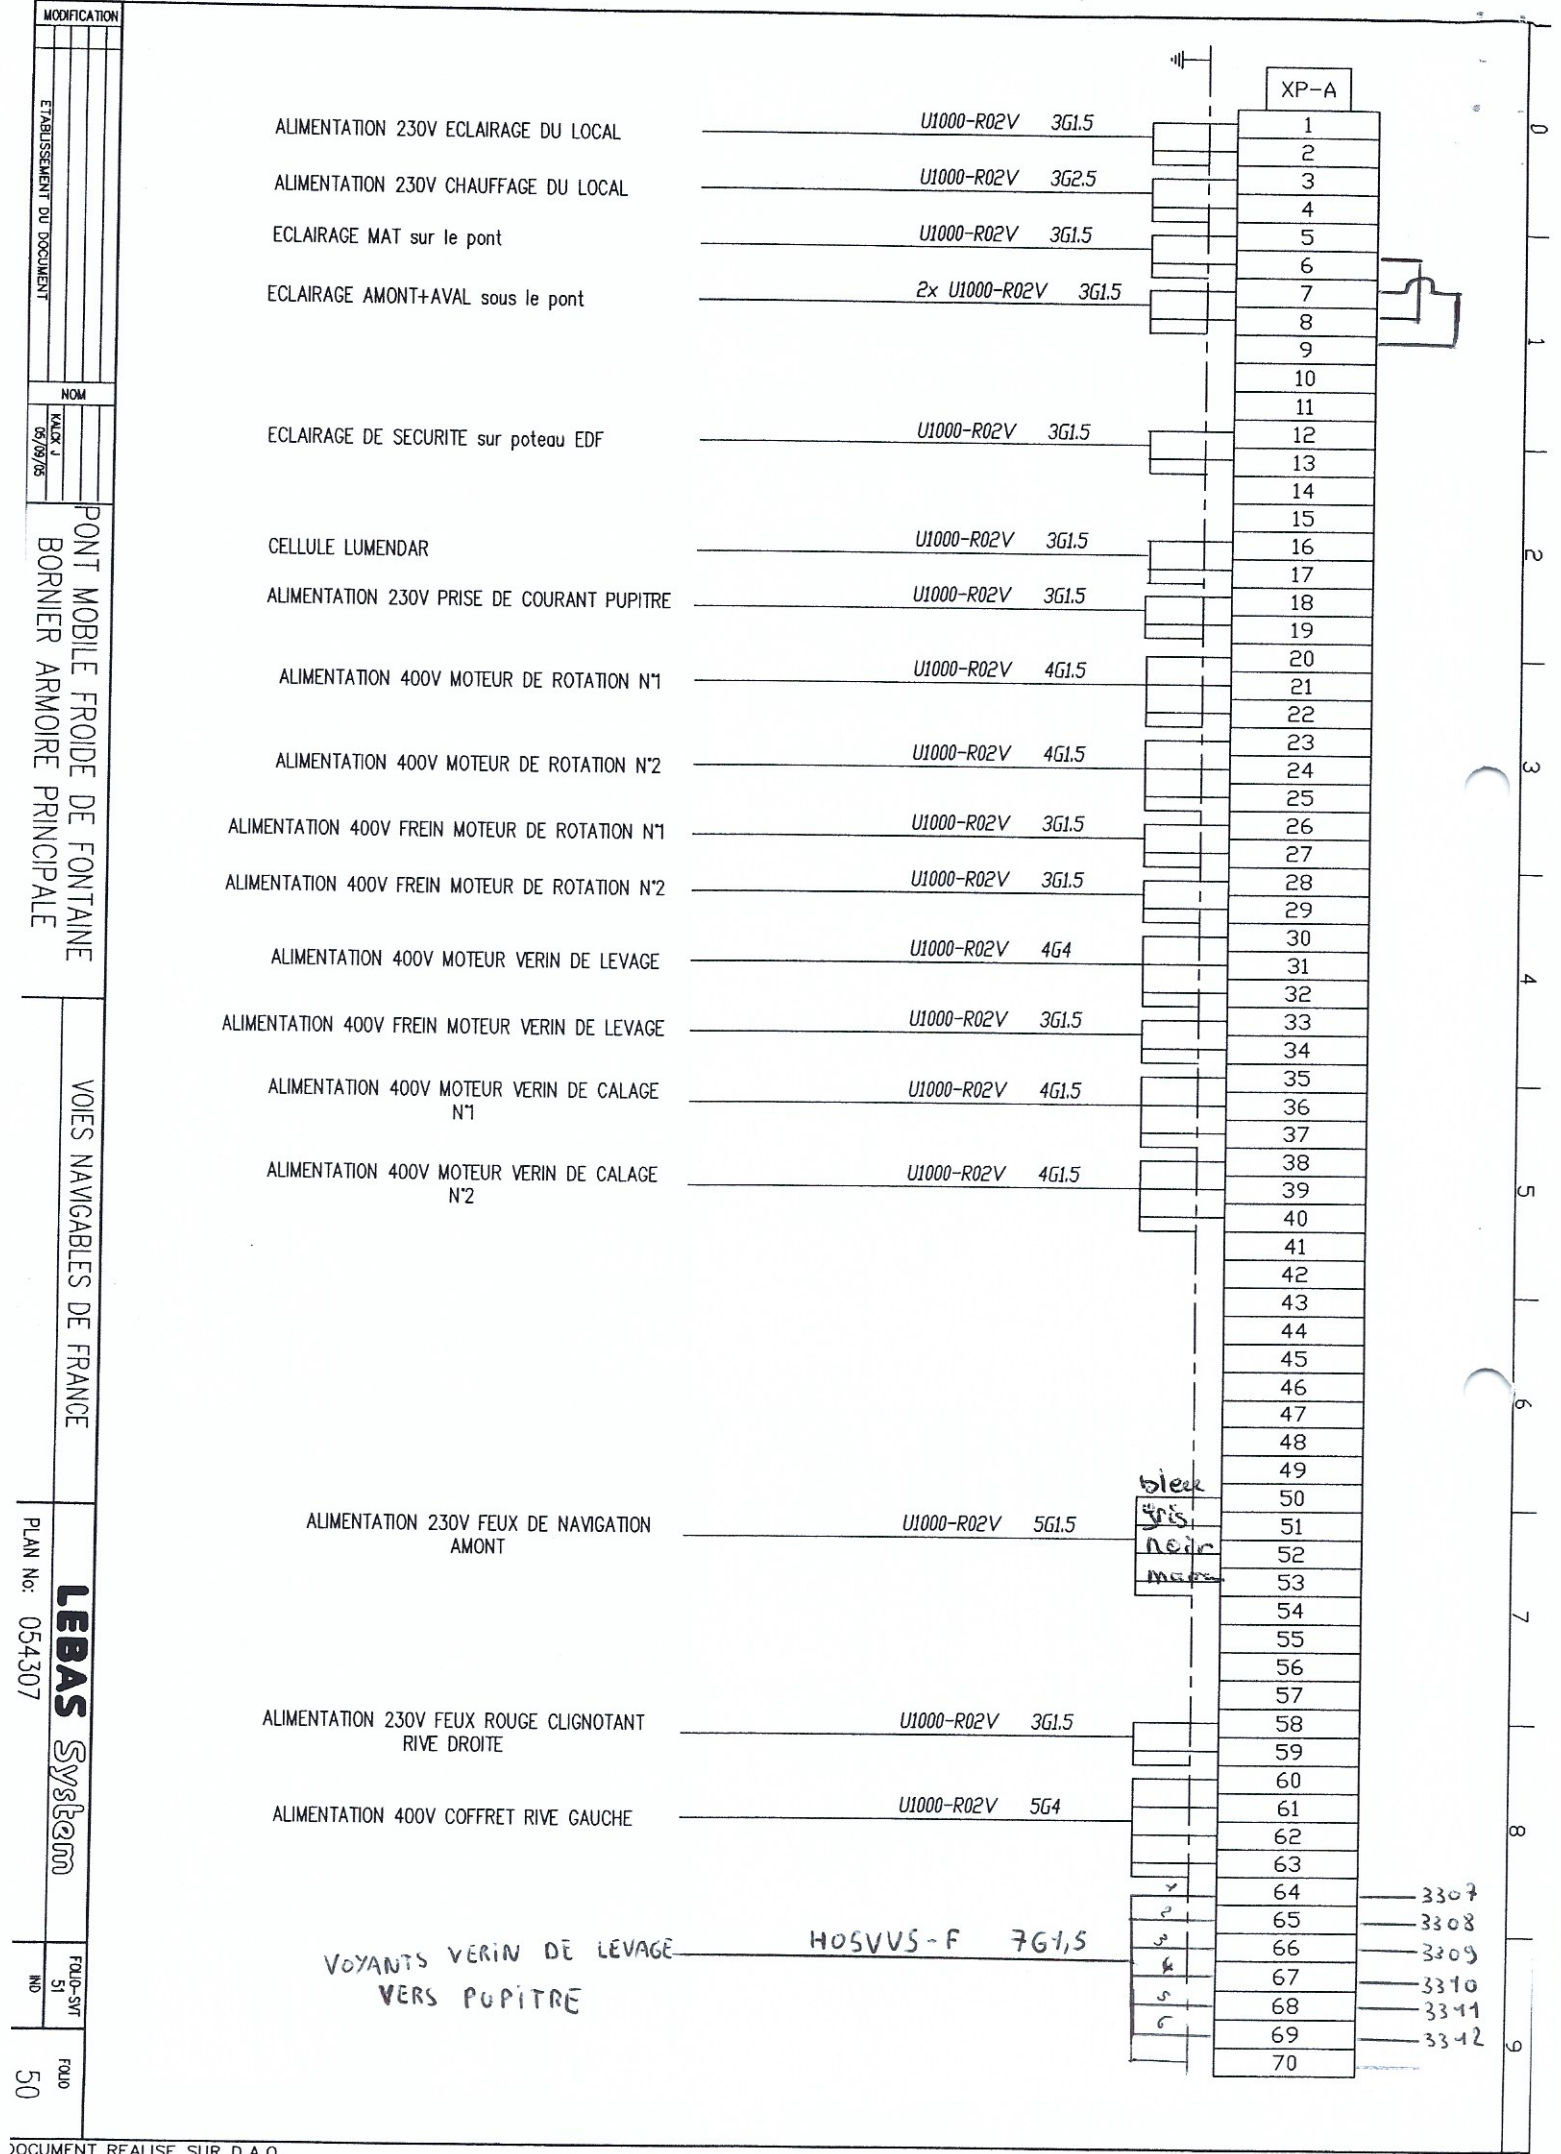 XP-A
ALIMENTATION 230V ECLAIRAGE DU LOCAL U1000-R02V 3G1.5
1
2
ALIMENTATION 230V CHAUFFAGE DU LOCAL U1000-R02V 3G2.5
3
4
ECLAIRAGE MAT sur le pont U1000-R02V 3G1.5
5
6
ECLAIRAGE AMONT+AVAL sous le pont 2x U1000-R02V 3G1.5
7
8
9
10
11
ECLAIRAGE DE SECURITE sur poteau EDF U1000-R02V 3G1.5
12
13
14
15
CELLULE LUMENDAR U1000-R02V 3G1.5
16
17
ALIMENTATION 230V PRISE DE COURANT PUPITRE U1000-R02V 3G1.5
18
19
20
ALIMENTATION 400V MOTEUR DE ROTATION N°1 U1000-R02V 4G1.5
21
22
23
ALIMENTATION 400V MOTEUR DE ROTATION N°2 U1000-R02V 4G1.5
24
25
ALIMENTATION 400V FREIN MOTEUR DE ROTATION N°1 U1000-R02V 3G1.5
26
27
ALIMENTATION 400V FREIN MOTEUR DE ROTATION N°2 U1000-R02V 3G1.5
28
29
30
ALIMENTATION 400V MOTEUR VERIN DE LEVAGE U1000-R02V 4G4
31
32
ALIMENTATION 400V FREIN MOTEUR VERIN DE LEVAGE U1000-R02V 3G1.5
33
34
35
ALIMENTATION 400V MOTEUR VERIN DE CALAGE U1000-R02V 4G1.5
N°1
36
37
38
ALIMENTATION 400V MOTEUR VERIN DE CALAGE U1000-R02V 4G1.5
N°2
39
40
41
42
43
44
45
46
47
48
49
bleu
50
gris
ALIMENTATION 230V FEUX DE NAVIGATION U1000-R02V 5G1.5
AMONT
51
noir
52
53
54
55
56
57
ALIMENTATION 230V FEUX ROUGE CLIGNOTANT U1000-R02V 3G1.5
RIVE DROITE
58
59
60
ALIMENTATION 400V COFFRET RIVE GAUCHE U1000-R02V 5G4
61
62
63
1 64 3307
2 65 3308
VOYANTS VERIN DE LEVAGE H05VV5-F 7G1,5
VERS PUPITRE
3 66 3309
4 67 3310
5 68 3311
6 69 3312
70
0
1
2
3
4
5
6
7
8
9
MODIFICATION
ETABLISSEMENT DU DOCUMENT
NOM
KALCK J
05/09/05
PONT MOBILE FROIDE DE FONTAINE
BORNIER ARMOIRE PRINCIPALE
VOIES NAVIGABLES DE FRANCE
LEBAS System
PLAN No: 054307
FOLIO-SVT
51
IND
FOLIO
50
DOCUMENT REALISE SUR D.A.O